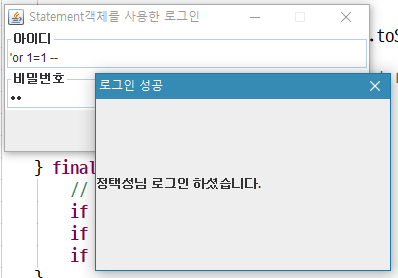 Statement객체를 사용한 로그인
.toS
아이디
'or 1=1 --
비밀번호
••
로그인 성공
정택성님 로그인 하셨습니다.
} final
//
if
if
if
}